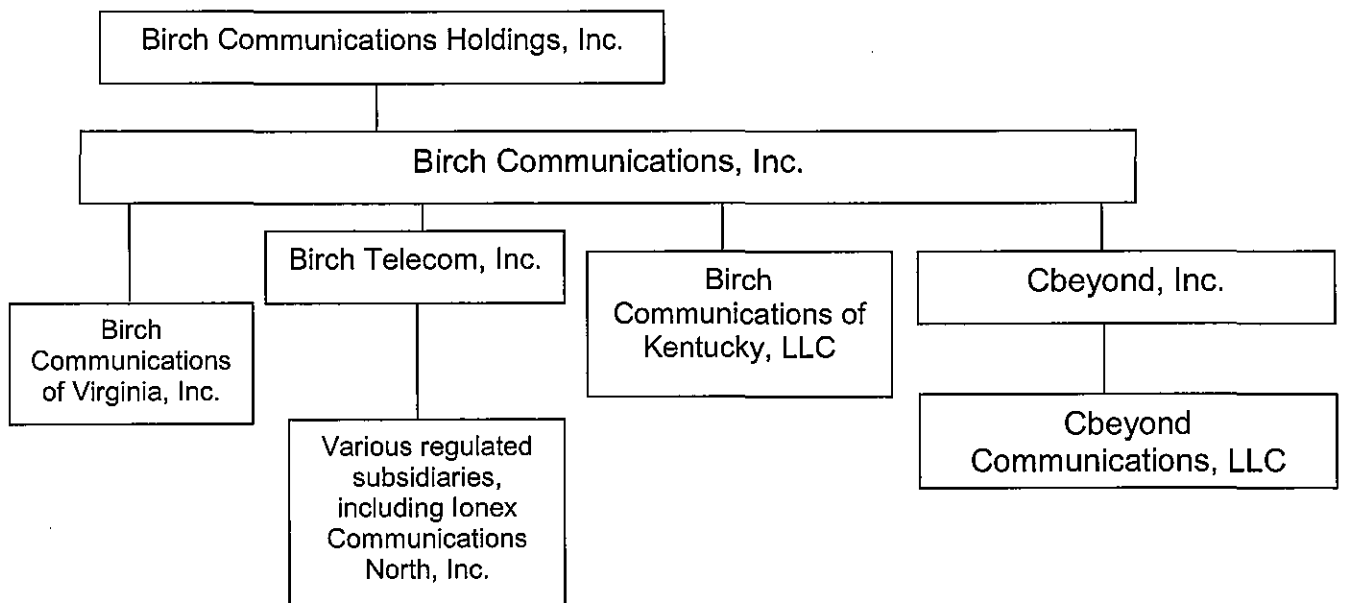 Birch Communications Holdings, Inc.
Birch Communications, Inc.
Birch Telecom, Inc.
Birch
Communications of
Kentucky, LLC
Cbeyond, Inc.
Birch
Communications
of Virginia, Inc.
Various regulated
subsidiaries,
including Ionex
Communications
North, Inc.
Cbeyond
Communications, LLC